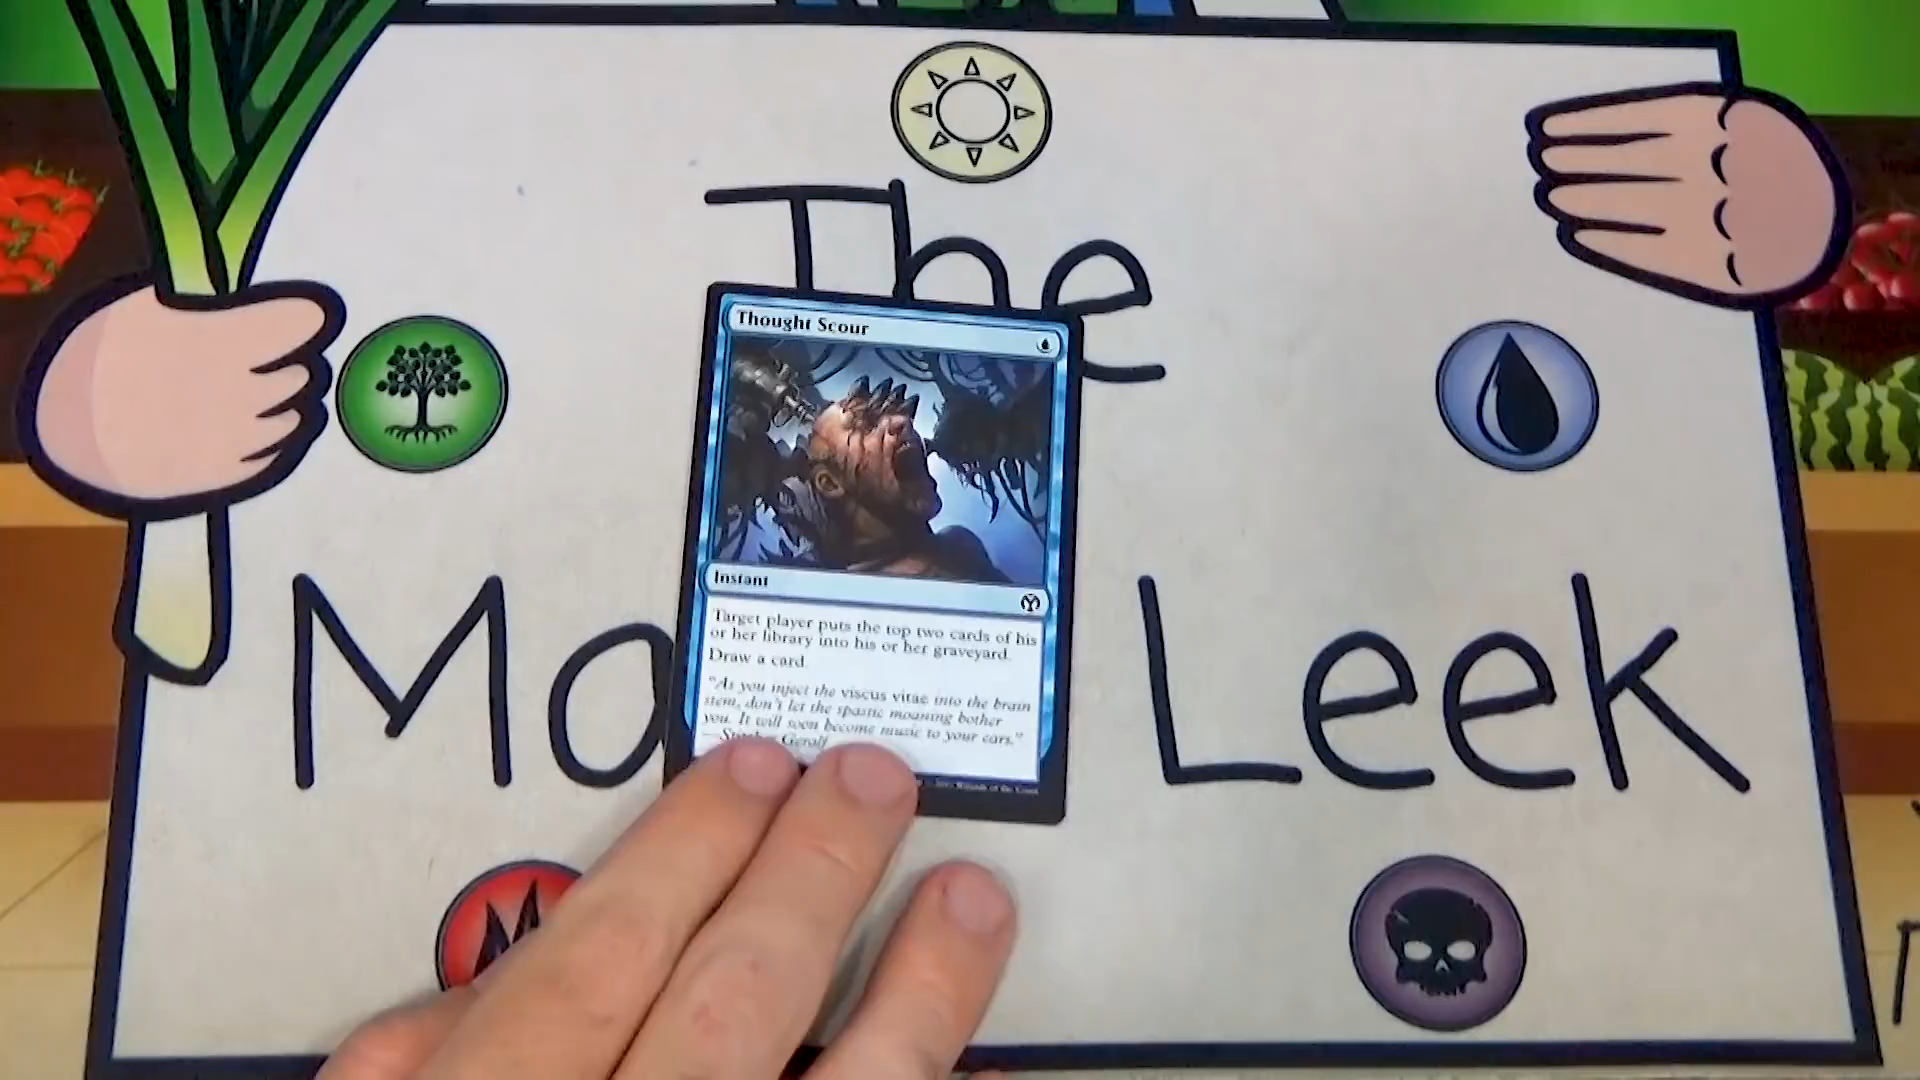 The
Thought Scour
Instant
Target player puts the top two cards of his
or her library into his or her graveyard.
Draw a card.
"As you inject the viscus vitae into the brain
stem, don't let the spastic moaning bother
you. It will soon become music to your ears."
Geralf
Ma
Leek